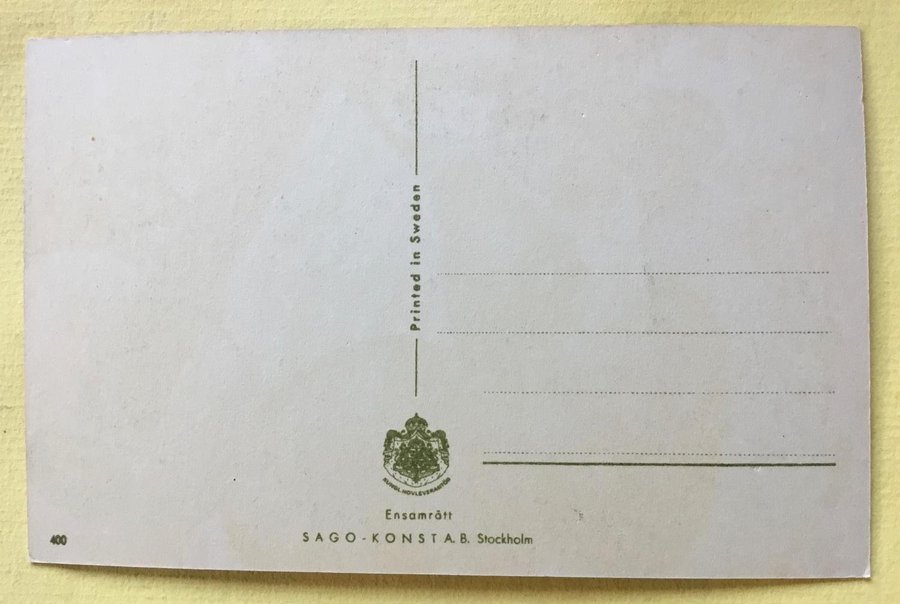 Printed in Sweden
KUNGL. HOVLEVERANTÖR
Ensamrätt
SAGO-KONST A.B. Stockholm
400